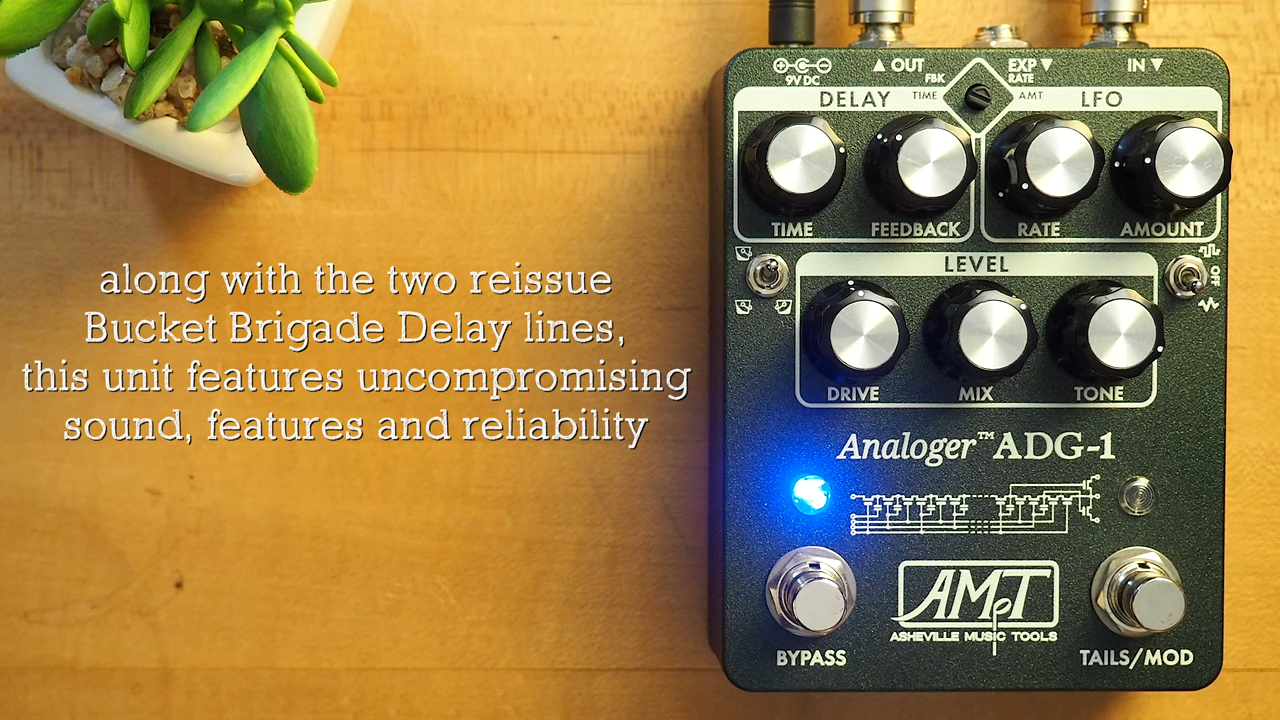 along with the two reissue
Bucket Brigade Delay lines,
this unit features uncompromising
sound, features and reliability
9V DC
▲ OUT
EXP ▼
IN ▼
FBK
RATE
TIME
AMT
DELAY
LFO
TIME
FEEDBACK
RATE
AMOUNT
LEVEL
OFF
DRIVE
MIX
TONE
Analoger™ ADG-1
AMT
ASHEVILLE MUSIC TOOLS
BYPASS
TAILS/MOD